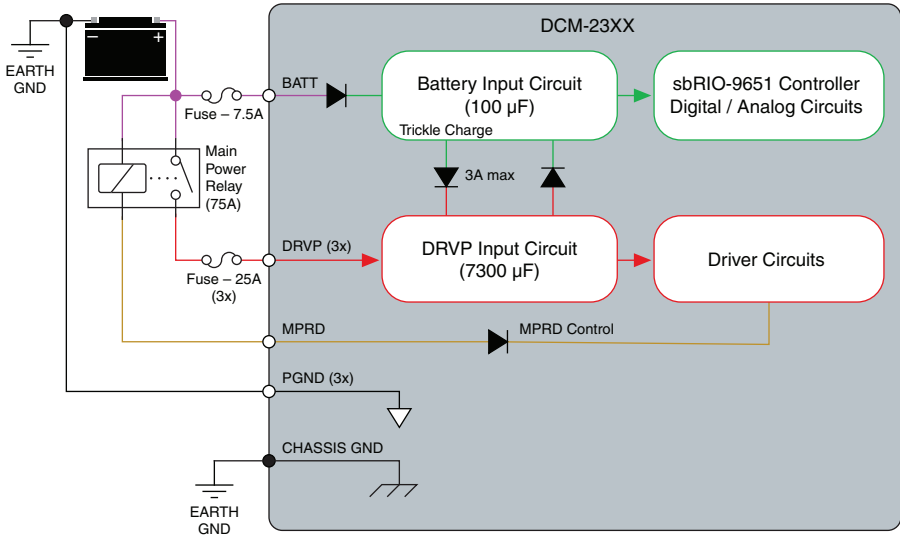 DCM-23XX
−
+
EARTH
GND
BATT
Fuse – 7.5A
Battery Input Circuit
(100 µF)
Trickle Charge
sbRIO-9651 Controller
Digital / Analog Circuits
Main
Power
Relay
(75A)
3A max
DRVP (3x)
Fuse – 25A
(3x)
DRVP Input Circuit
(7300 µF)
Driver Circuits
MPRD
MPRD Control
PGND (3x)
CHASSIS GND
EARTH
GND